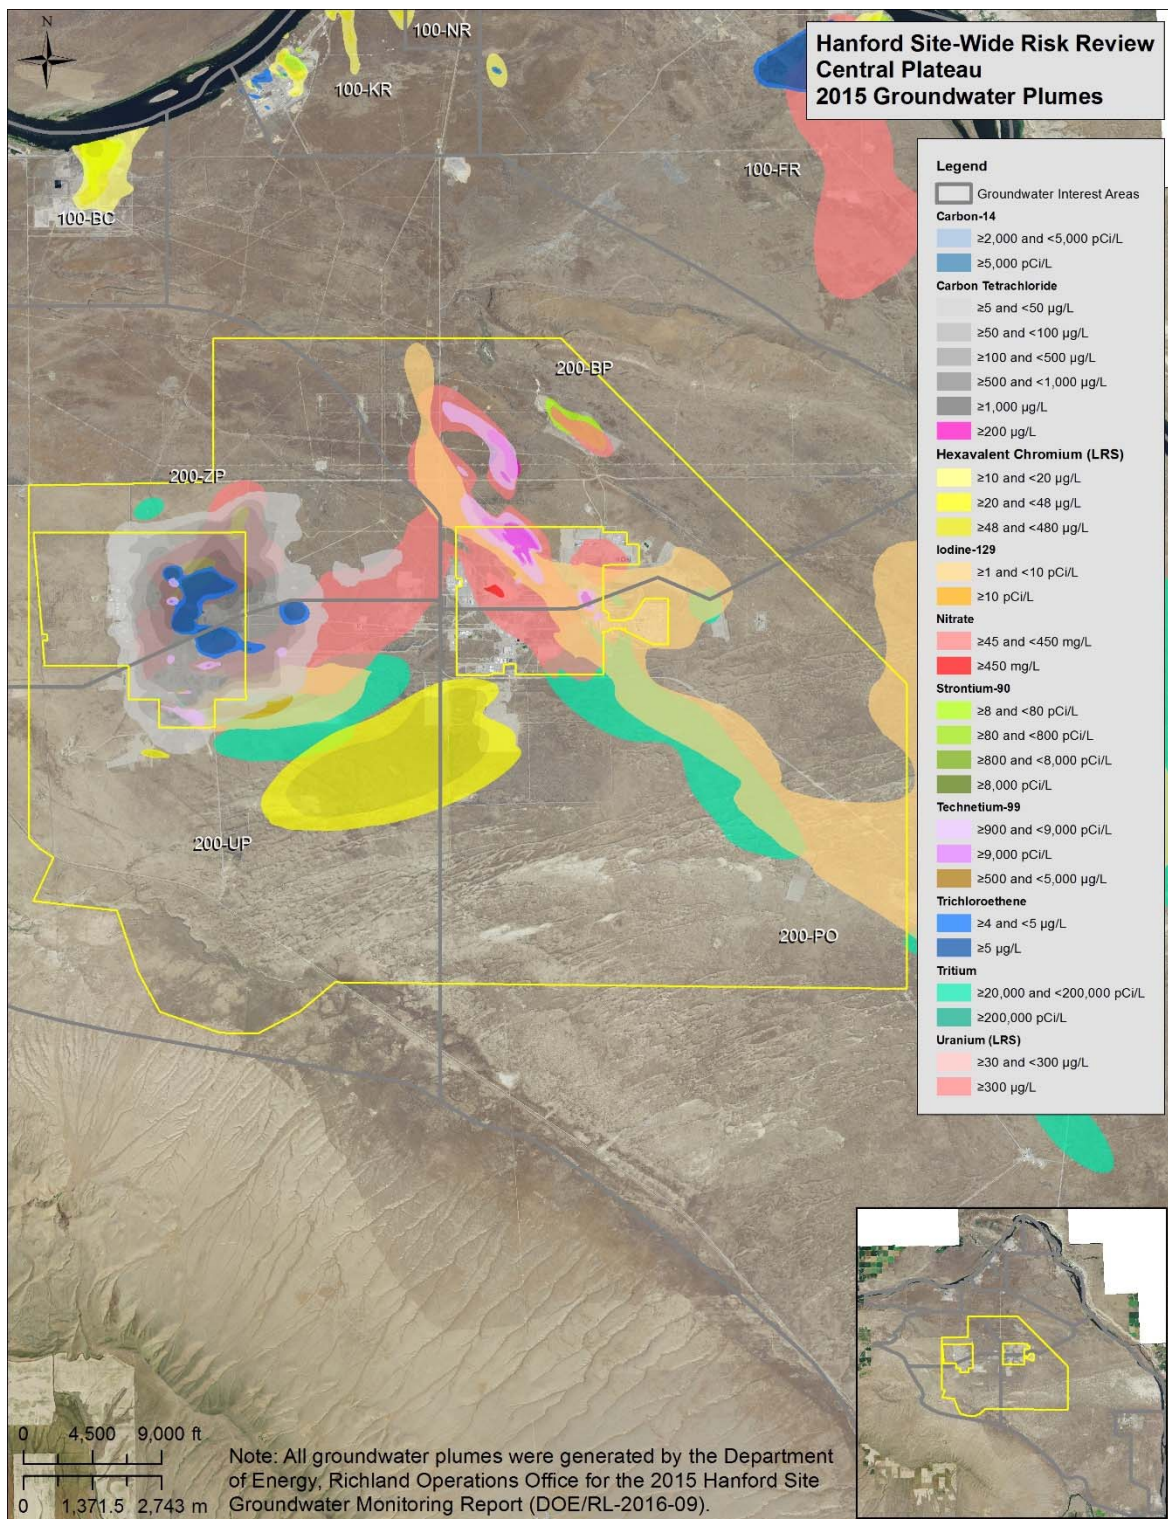 Hanford Site-Wide Risk Review
Central Plateau
2015 Groundwater Plumes
N
100-NR
100-KR
100-FR
100-BC
200-BP
200-ZP
200-UP
200-PO
Legend
Groundwater Interest Areas
Carbon-14
≥2,000 and <5,000 pCi/L
≥5,000 pCi/L
Carbon Tetrachloride
≥5 and <50 µg/L
≥50 and <100 µg/L
≥100 and <500 µg/L
≥500 and <1,000 µg/L
≥1,000 µg/L
≥200 µg/L
Hexavalent Chromium (LRS)
≥10 and <20 µg/L
≥20 and <48 µg/L
≥48 and <480 µg/L
Iodine-129
≥1 and <10 pCi/L
≥10 pCi/L
Nitrate
≥45 and <450 mg/L
≥450 mg/L
Strontium-90
≥8 and <80 pCi/L
≥80 and <800 pCi/L
≥800 and <8,000 pCi/L
≥8,000 pCi/L
Technetium-99
≥900 and <9,000 pCi/L
≥9,000 pCi/L
≥500 and <5,000 µg/L
Trichloroethene
≥4 and <5 µg/L
≥5 µg/L
Tritium
≥20,000 and <200,000 pCi/L
≥200,000 pCi/L
Uranium (LRS)
≥30 and <300 µg/L
≥300 µg/L
0 4,500 9,000 ft
0 1,371.5 2,743 m
Note: All groundwater plumes were generated by the Department
of Energy, Richland Operations Office for the 2015 Hanford Site
Groundwater Monitoring Report (DOE/RL-2016-09).